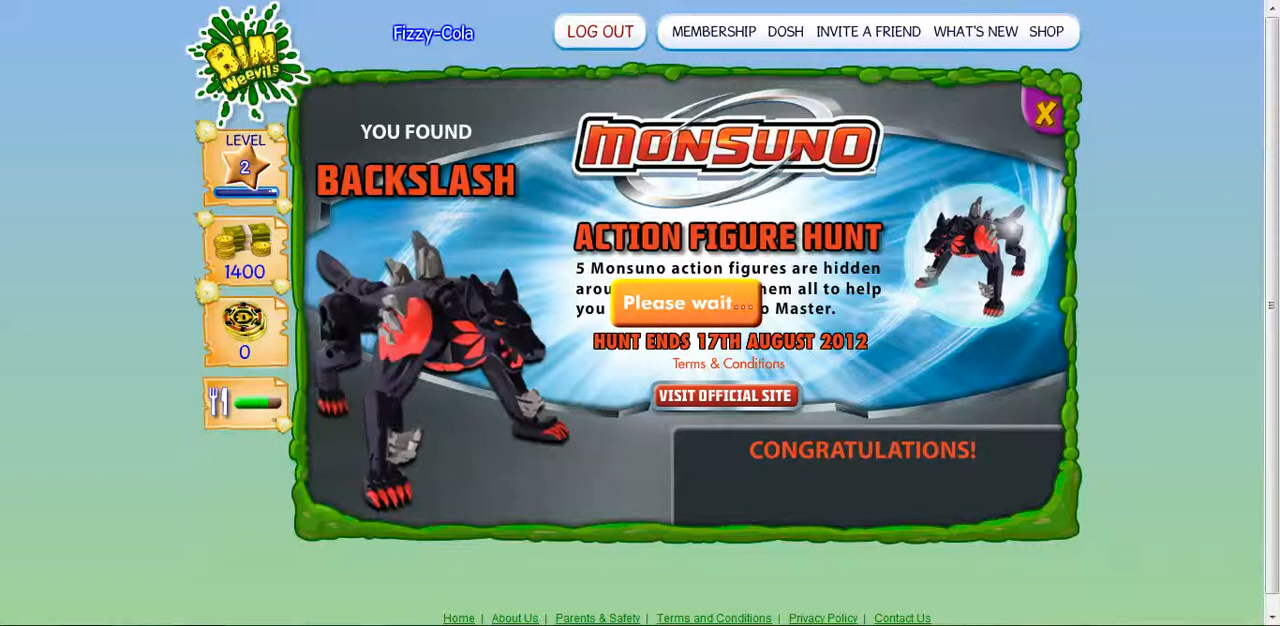 Fizzy-Cola
LOG OUT
MEMBERSHIP DOSH INVITE A FRIEND WHAT'S NEW SHOP
BiN
Weevils
LEVEL
2
1400
0
YOU FOUND
BACKSLASH
MONSUNO
ACTION FIGURE HUNT
5 Monsuno action figures are hidden
hem all to help
you
Master.
Please wait...
HUNT ENDS 17TH AUGUST 2012
Terms & Conditions
VISIT OFFICIAL SITE
CONGRATULATIONS!
X
Home | About Us | Parents & Safety | Terms and Conditions | Privacy Policy | Contact Us